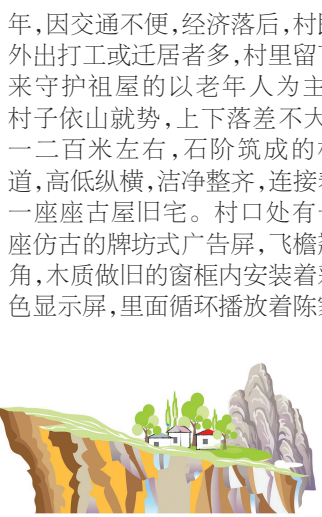 年,因交通不便,经济落后,村
外出打工或迁居者多,村里留
来守护祖屋的以老年人为主
村子依山就势,上下落差不大
一二百米左右,石阶筑成的
道,高低纵横,洁净整齐,连接
一座座古屋旧宅。村口处有
座仿古的牌坊式广告屏,飞檐
角,木质做旧的窗框内安装着
色显示屏,里面循环播放着陈